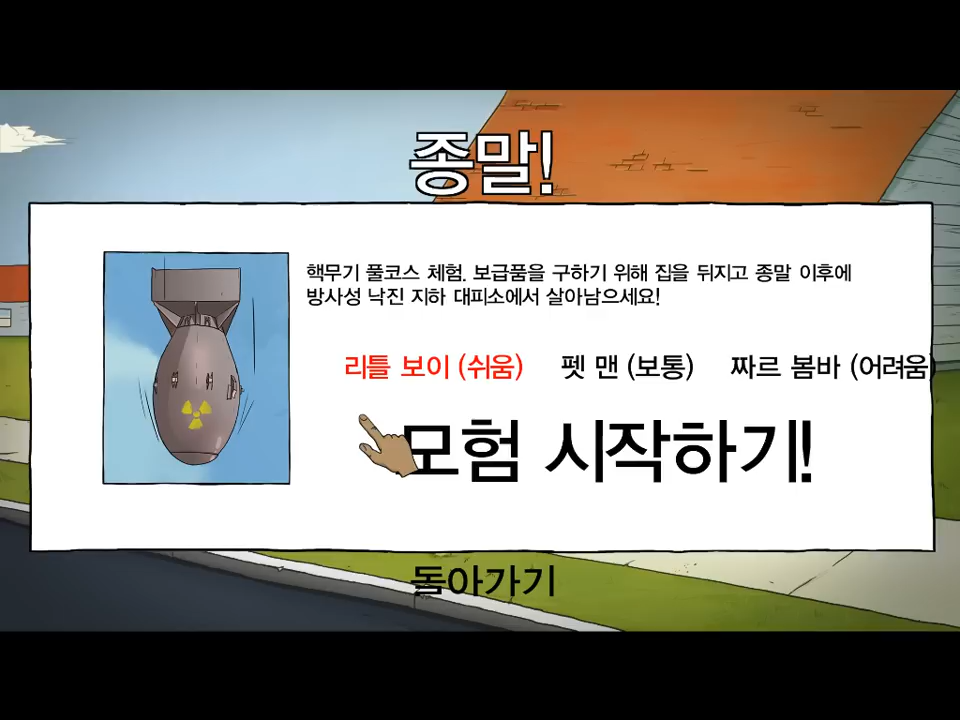 종말!
핵무기 풀코스 체험. 보급품을 구하기 위해 집을 뒤지고 종말 이후에
방사성 낙진 지하 대피소에서 살아남으세요!
리틀 보이 (쉬움) 펫 맨 (보통) 짜르 봄바 (어려움)
모험 시작하기!
돌아가기